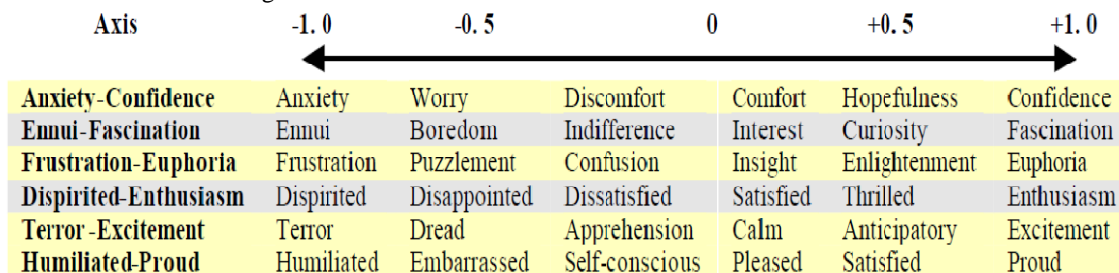 Axis -1.0 -0.5 0 +0.5 +1.0
Anxiety-Confidence Anxiety Worry Discomfort Comfort Hopefulness Confidence
Ennui-Fascination Ennui Boredom Indifference Interest Curiosity Fascination
Frustration-Euphoria Frustration Puzzlement Confusion Insight Enlightenment Euphoria
Dispirited-Enthusiasm Dispirited Disappointed Dissatisfied Satisfied Thrilled Enthusiasm
Terror-Excitement Terror Dread Apprehension Calm Anticipatory Excitement
Humiliated-Proud Humiliated Embarrassed Self-conscious Pleased Satisfied Proud